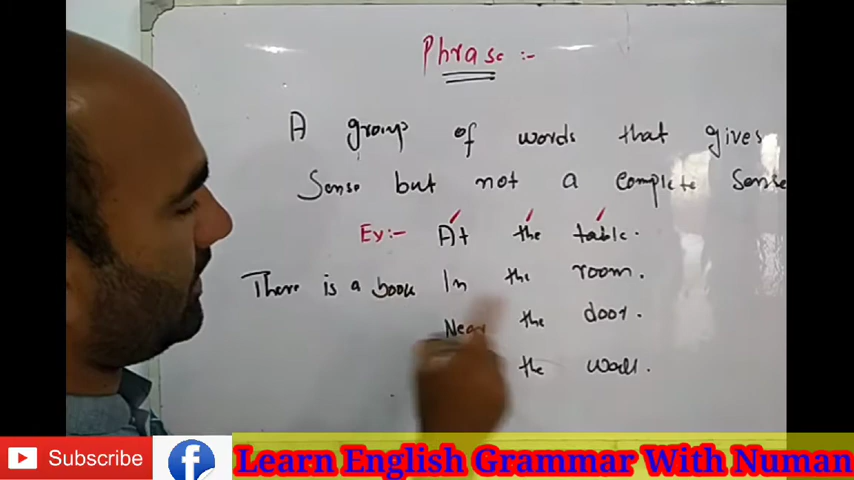 Phrase :-
A group of words that gives
Sense but not a complete Sense
Ex:- At the table.
There is a book In the room.
Near the door.
the wall.
Subscribe
Learn English Grammar With Numan